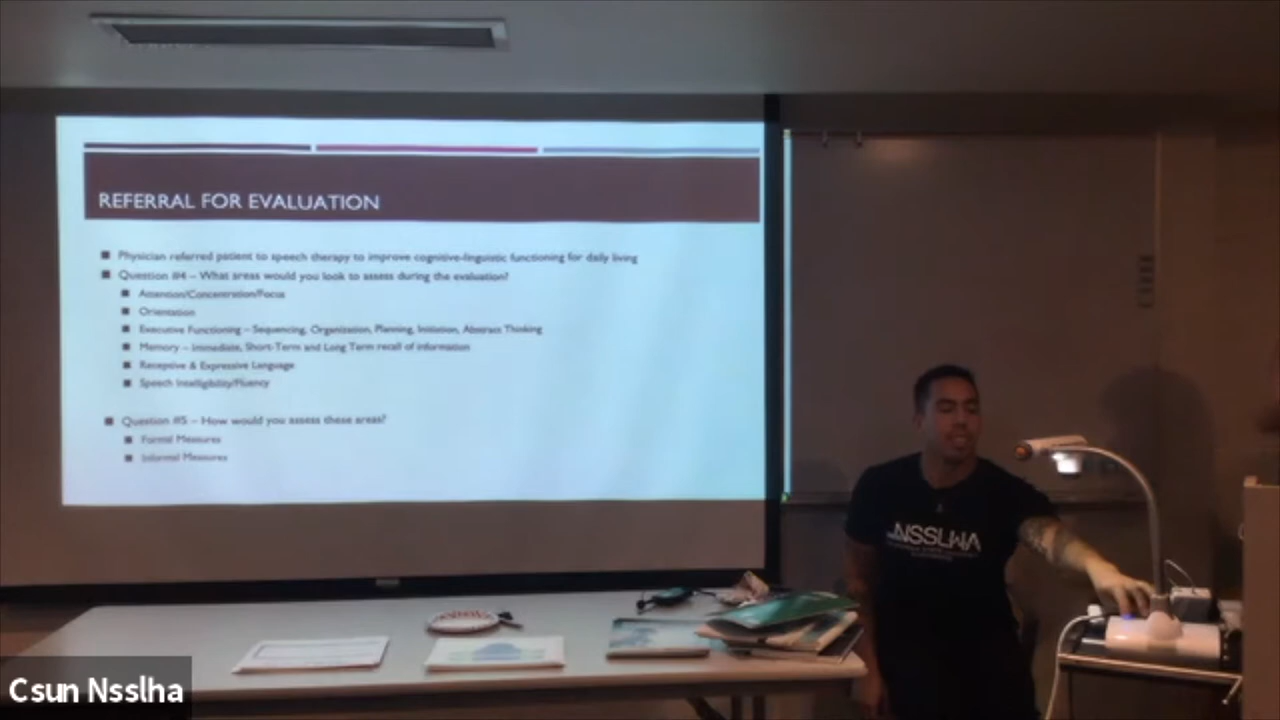 REFERRAL FOR EVALUATION
Physician referred patient to speech therapy to improve cognitive-linguistic functioning for daily living
Question #4 – What areas would you look to assess during the evaluation?
Attention/Concentration/Focus
Orientation
Executive Functioning – Sequencing, Organization, Planning, Initiation, Abstract Thinking
Memory – Immediate, Short-Term and Long Term recall of information
Receptive & Expressive Language
Speech Intelligibility/Fluency
Question #5 – How would you assess these areas?
Formal Measures
Informal Measures
NSSLHA
Csun Nsslha